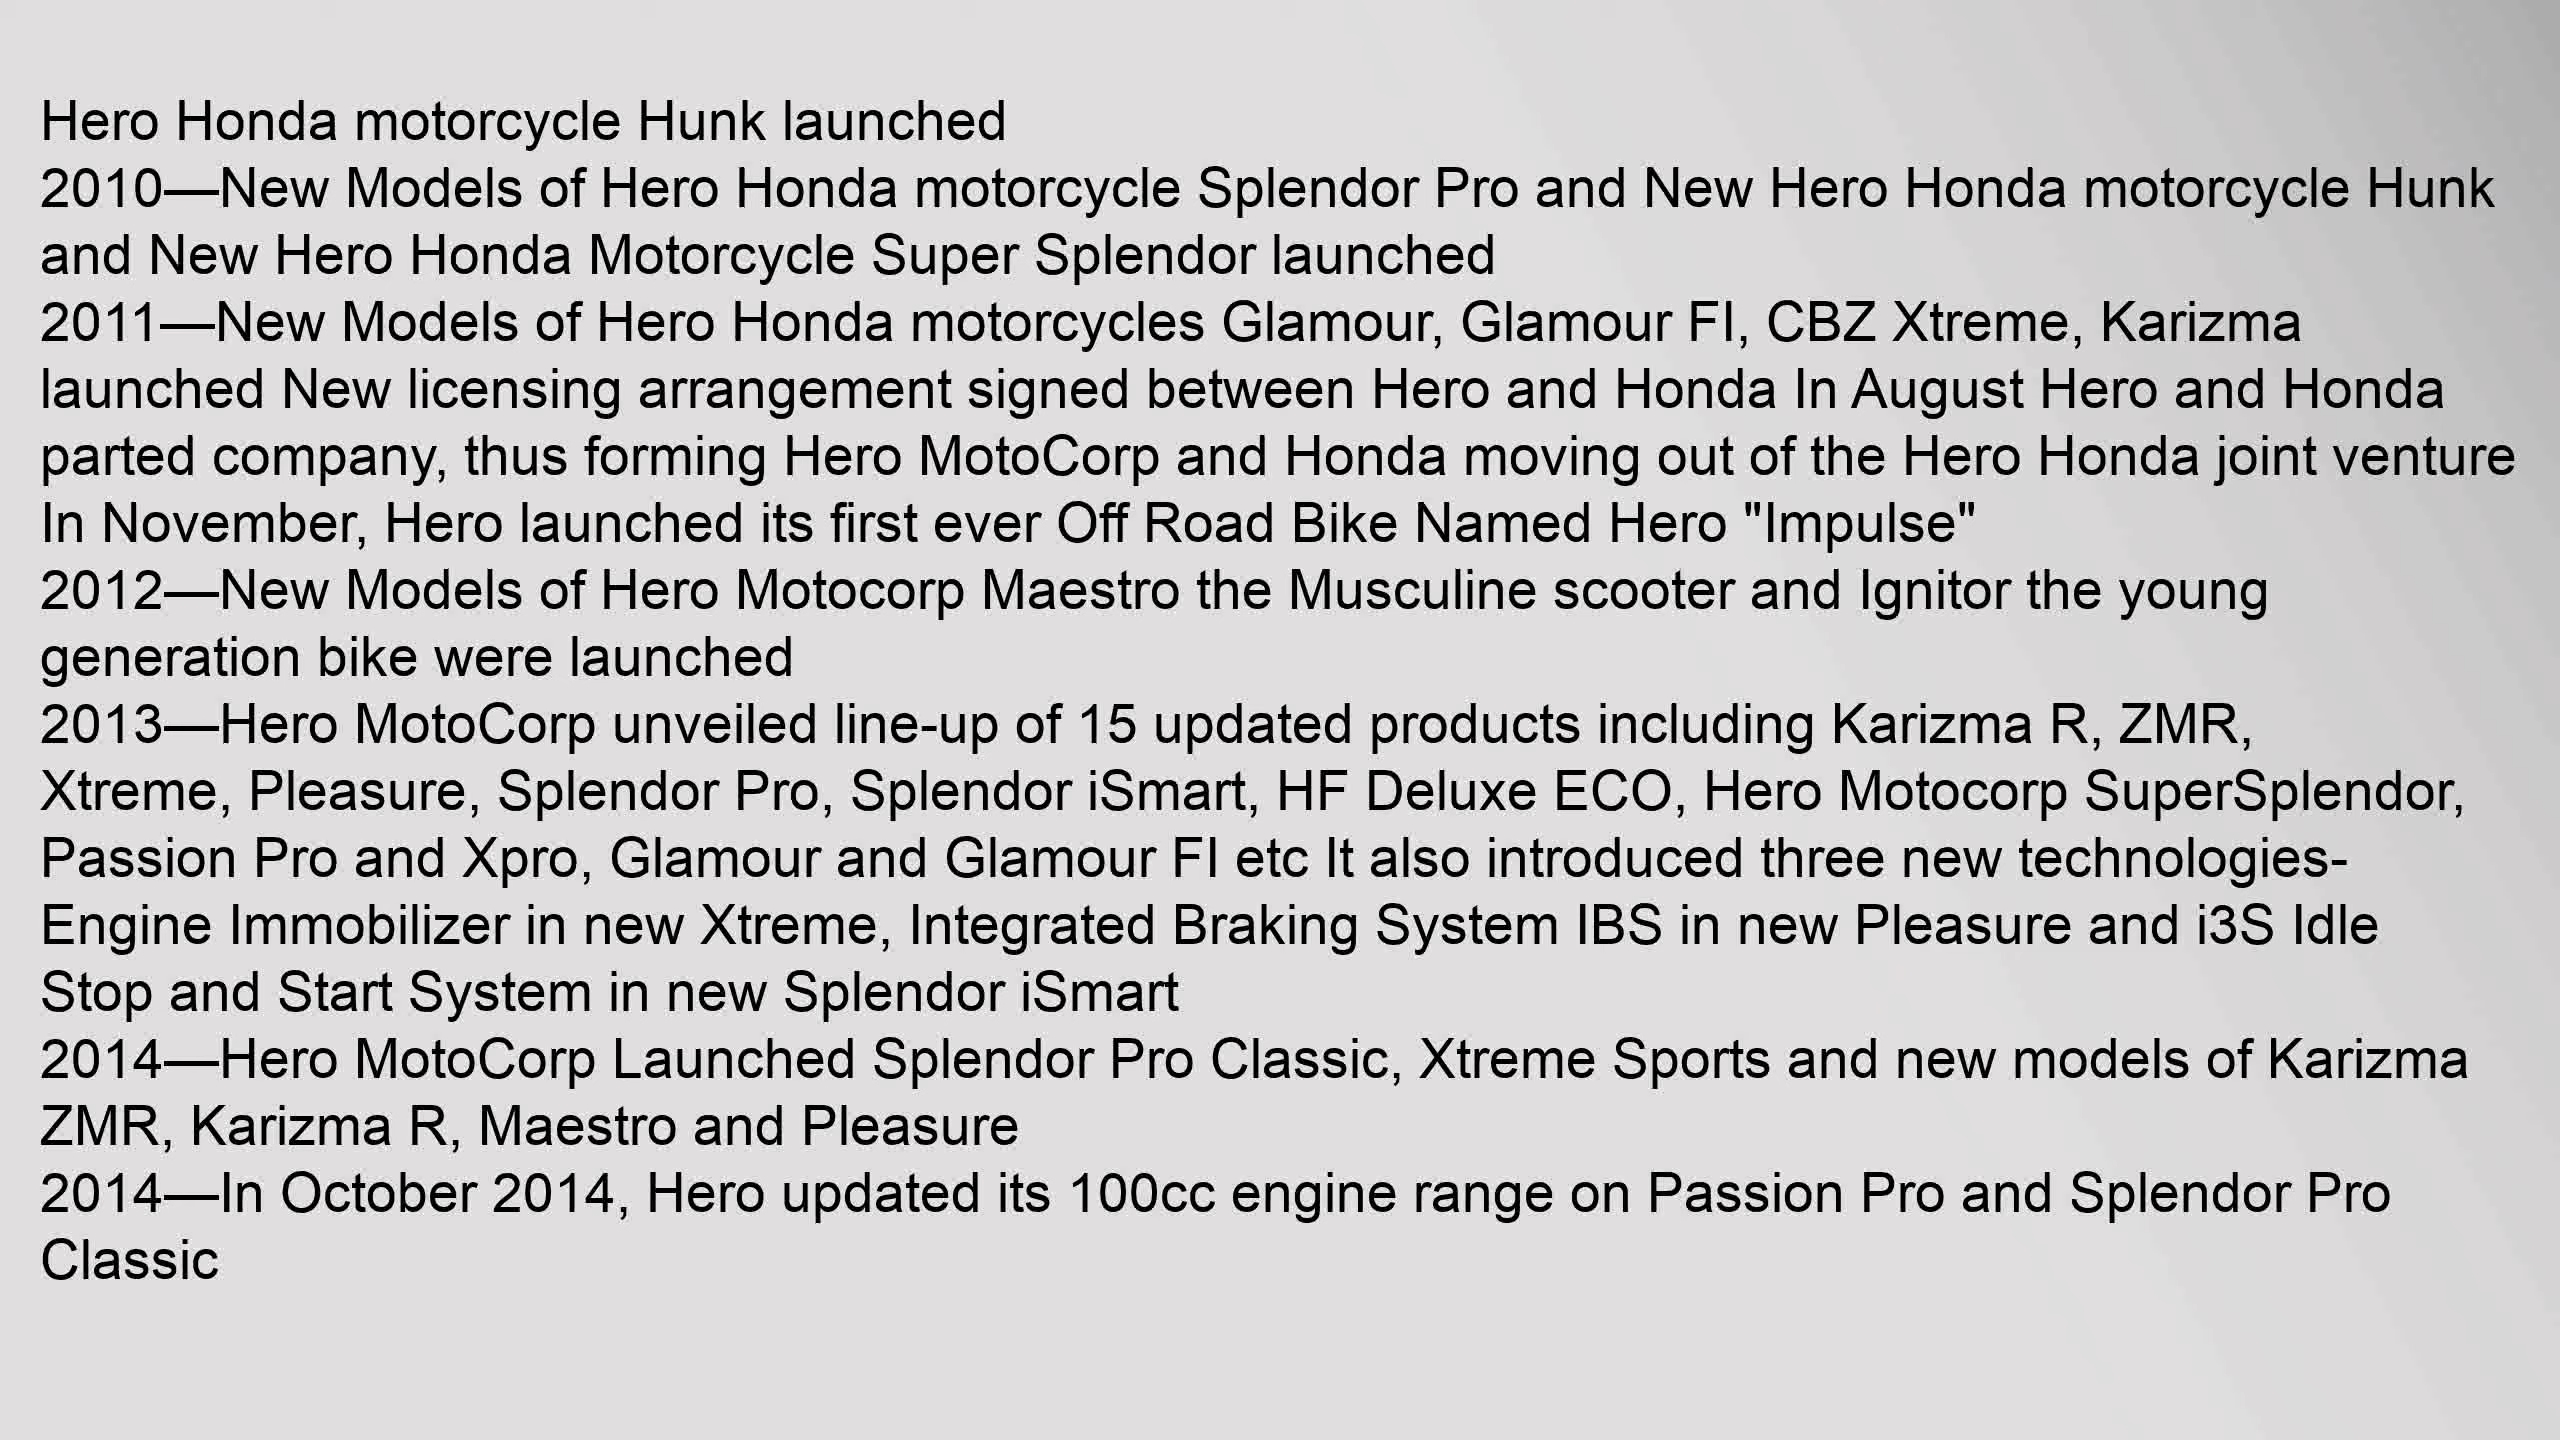 Hero Honda motorcycle Hunk launched
2010—New Models of Hero Honda motorcycle Splendor Pro and New Hero Honda motorcycle Hunk
and New Hero Honda Motorcycle Super Splendor launched
2011—New Models of Hero Honda motorcycles Glamour, Glamour FI, CBZ Xtreme, Karizma
launched New licensing arrangement signed between Hero and Honda In August Hero and Honda
parted company, thus forming Hero MotoCorp and Honda moving out of the Hero Honda joint venture
In November, Hero launched its first ever Off Road Bike Named Hero "Impulse"
2012—New Models of Hero Motocorp Maestro the Musculine scooter and Ignitor the young
generation bike were launched
2013—Hero MotoCorp unveiled line-up of 15 updated products including Karizma R, ZMR,
Xtreme, Pleasure, Splendor Pro, Splendor iSmart, HF Deluxe ECO, Hero Motocorp SuperSplendor,
Passion Pro and Xpro, Glamour and Glamour FI etc It also introduced three new technologies-
Engine Immobilizer in new Xtreme, Integrated Braking System IBS in new Pleasure and i3S Idle
Stop and Start System in new Splendor iSmart
2014—Hero MotoCorp Launched Splendor Pro Classic, Xtreme Sports and new models of Karizma
ZMR, Karizma R, Maestro and Pleasure
2014—In October 2014, Hero updated its 100cc engine range on Passion Pro and Splendor Pro
Classic